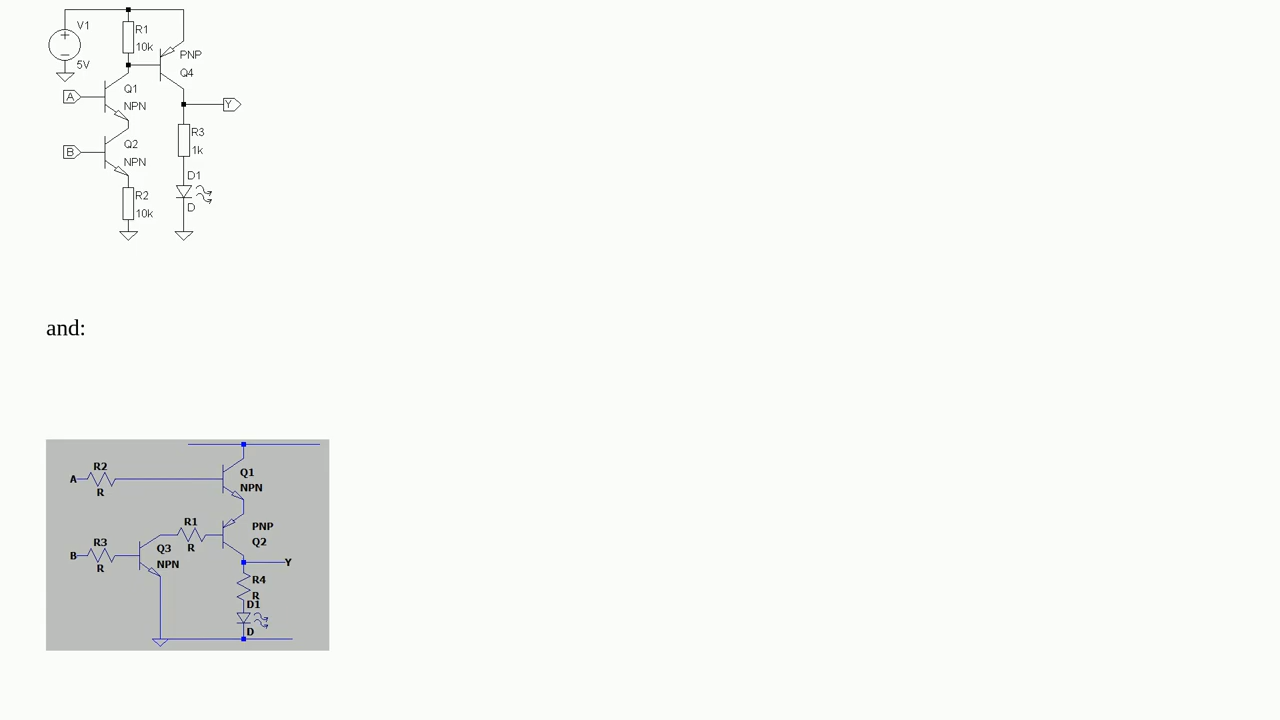 V1
R1
10k
PNP
5V
Q4
Q1
A
NPN
Y
R3
Q2
1k
B
NPN
D1
R2
D
10k
and:
R2
A
Q1
R
NPN
R1
PNP
R3
Q2
B
R
Q3
NPN
Y
R
R4
R
D1
D